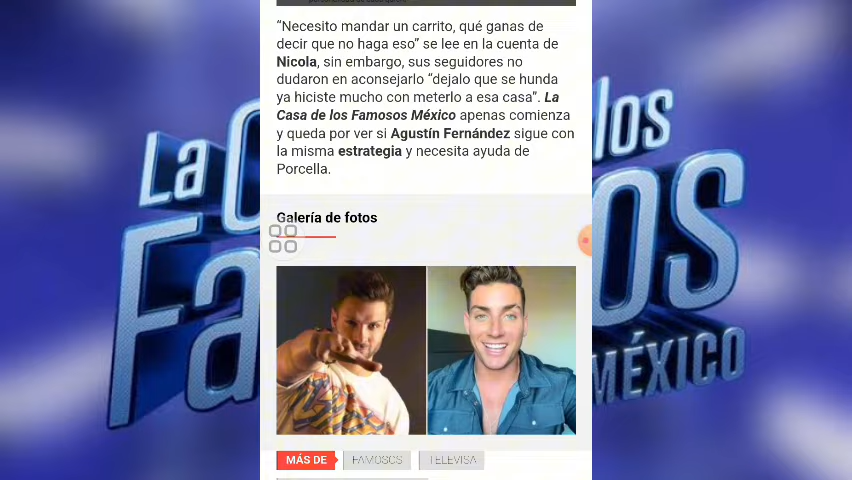 “Necesito mandar un carrito, qué ganas de
decir que no haga eso” se lee en la cuenta de
Nicola, sin embargo, sus seguidores no
dudaron en aconsejarlo “dejalo que se hunda
ya hiciste mucho con meterlo a esa casa”. La
Casa de los Famosos México apenas comienza
y queda por ver si Agustín Fernández sigue con
la misma estrategia y necesita ayuda de
Porcella.
Galería de fotos
MÁS DE
FAMOSOS
TELEVISA
La
los
MÉXICO